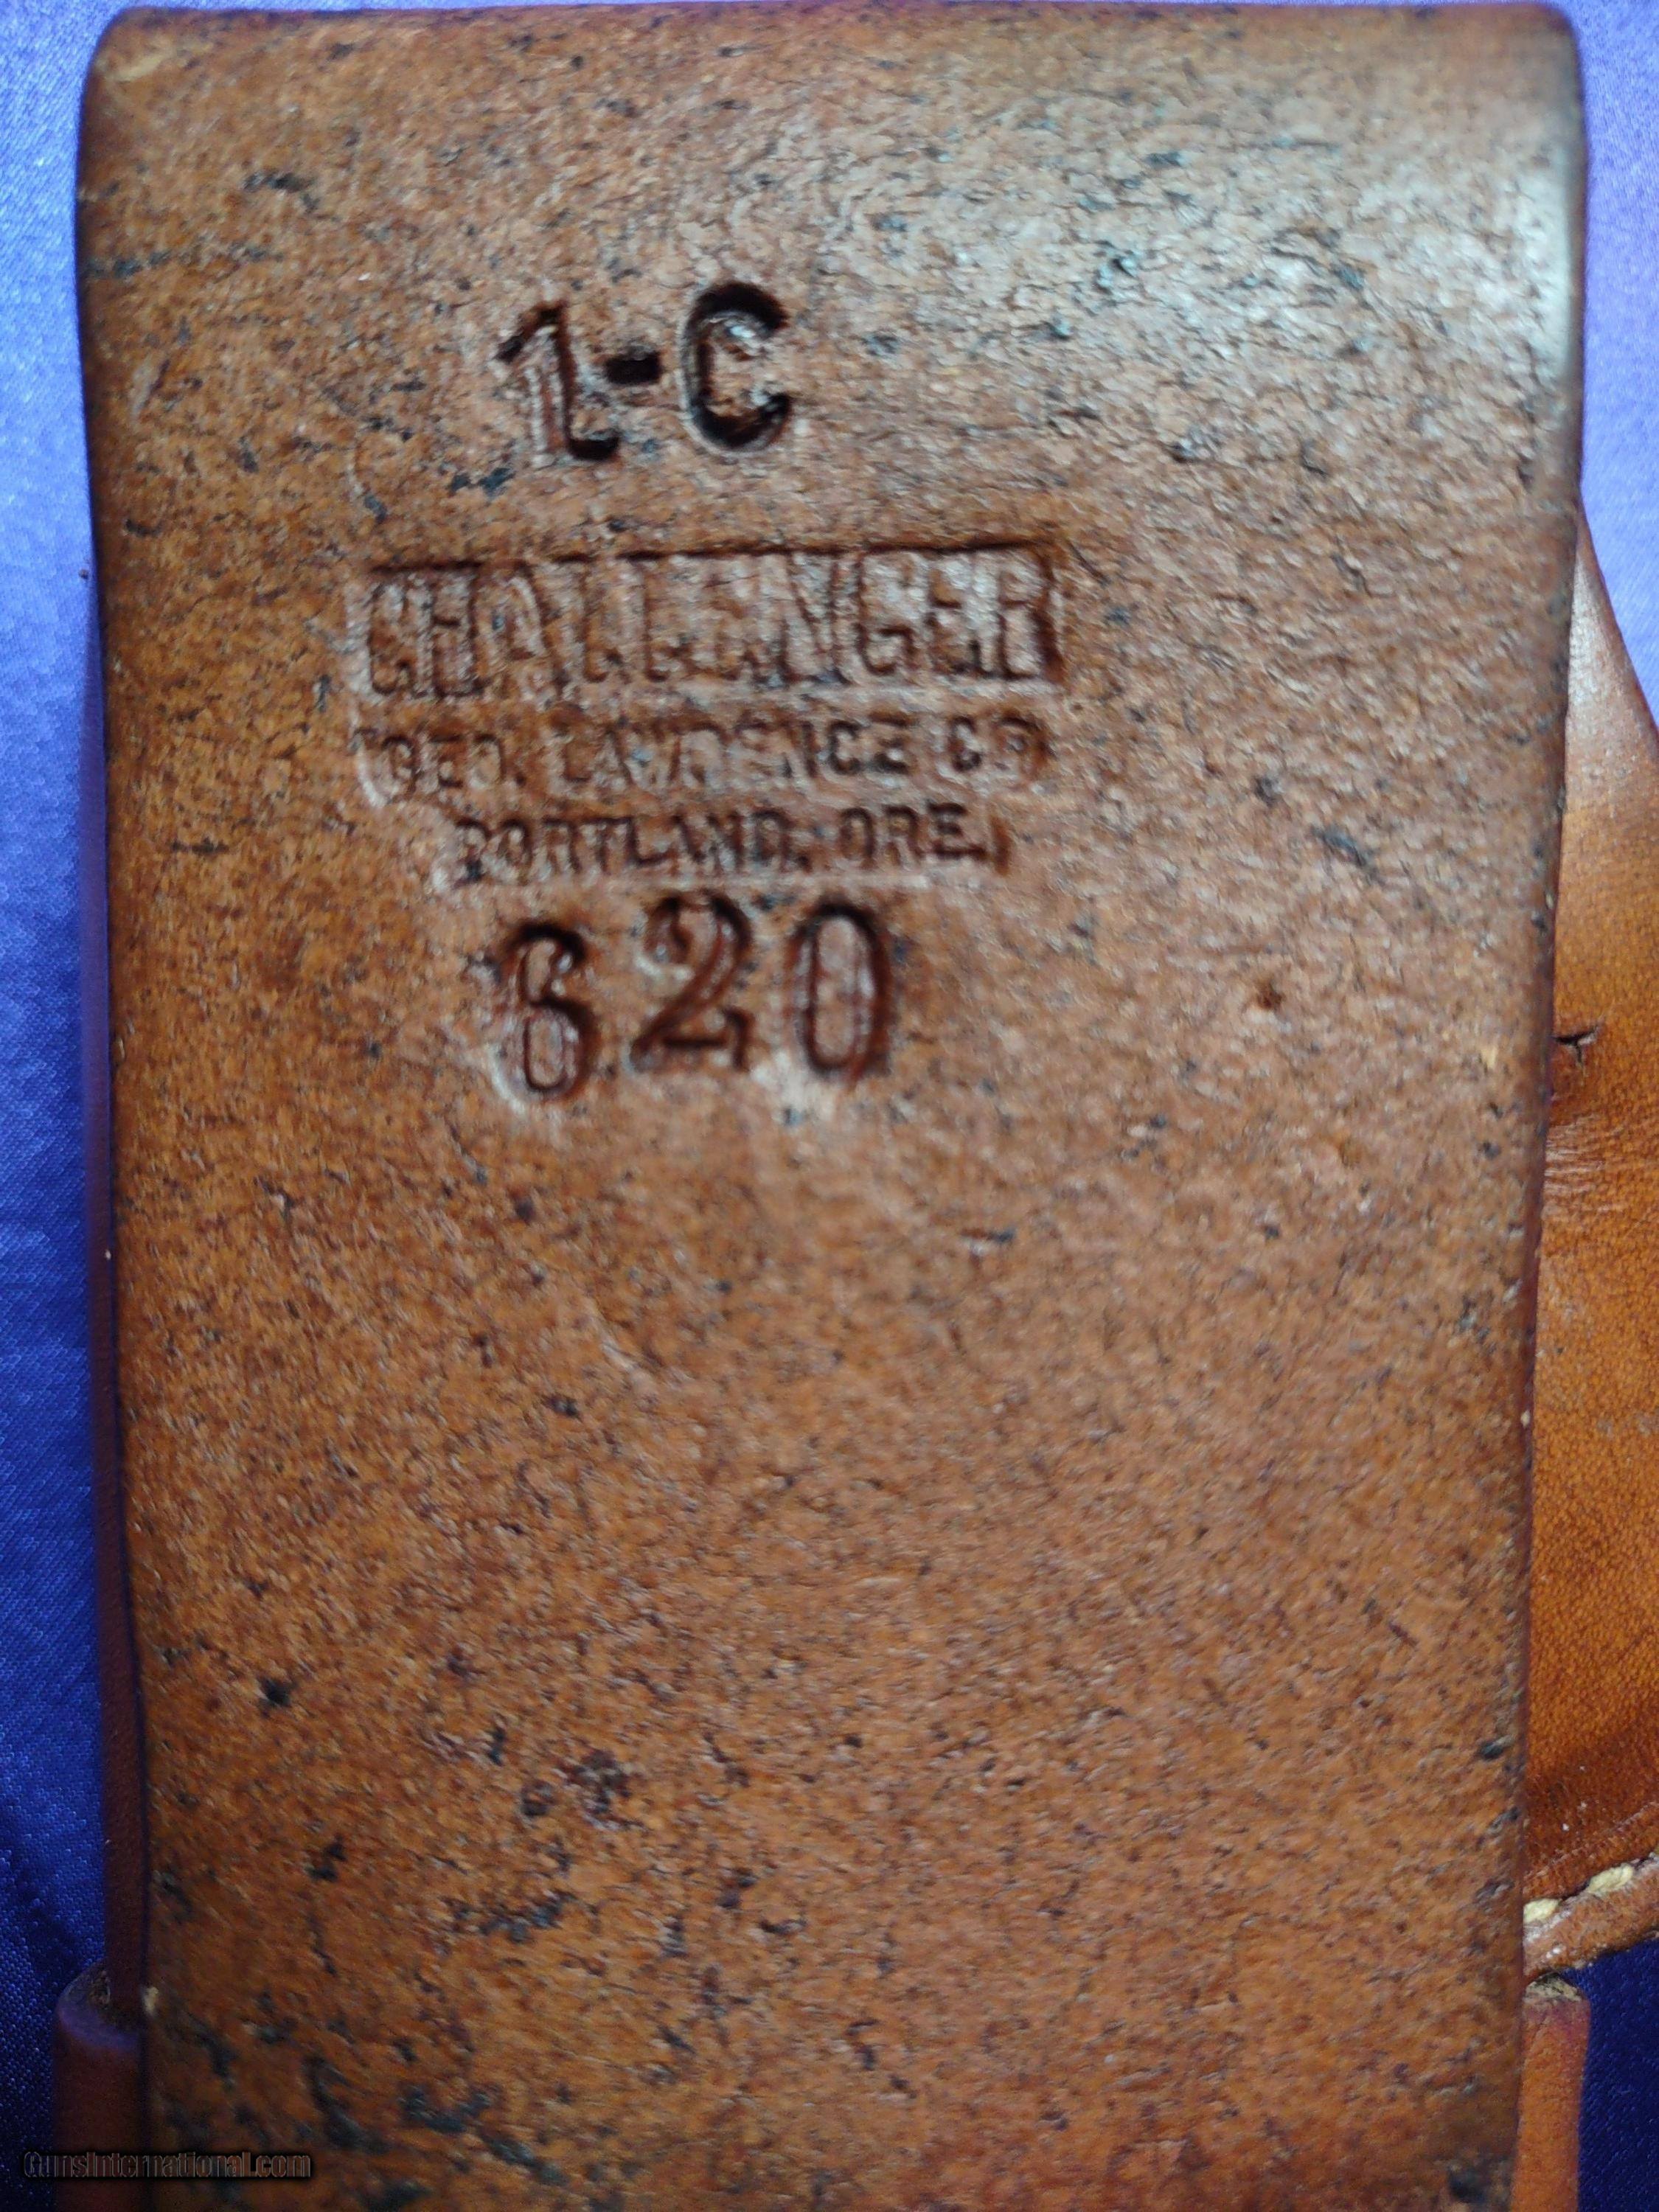 1-C
CHALLENGER
GEO. LAWRENCE CO
PORTLAND, ORE.
620
GunsInternational.com